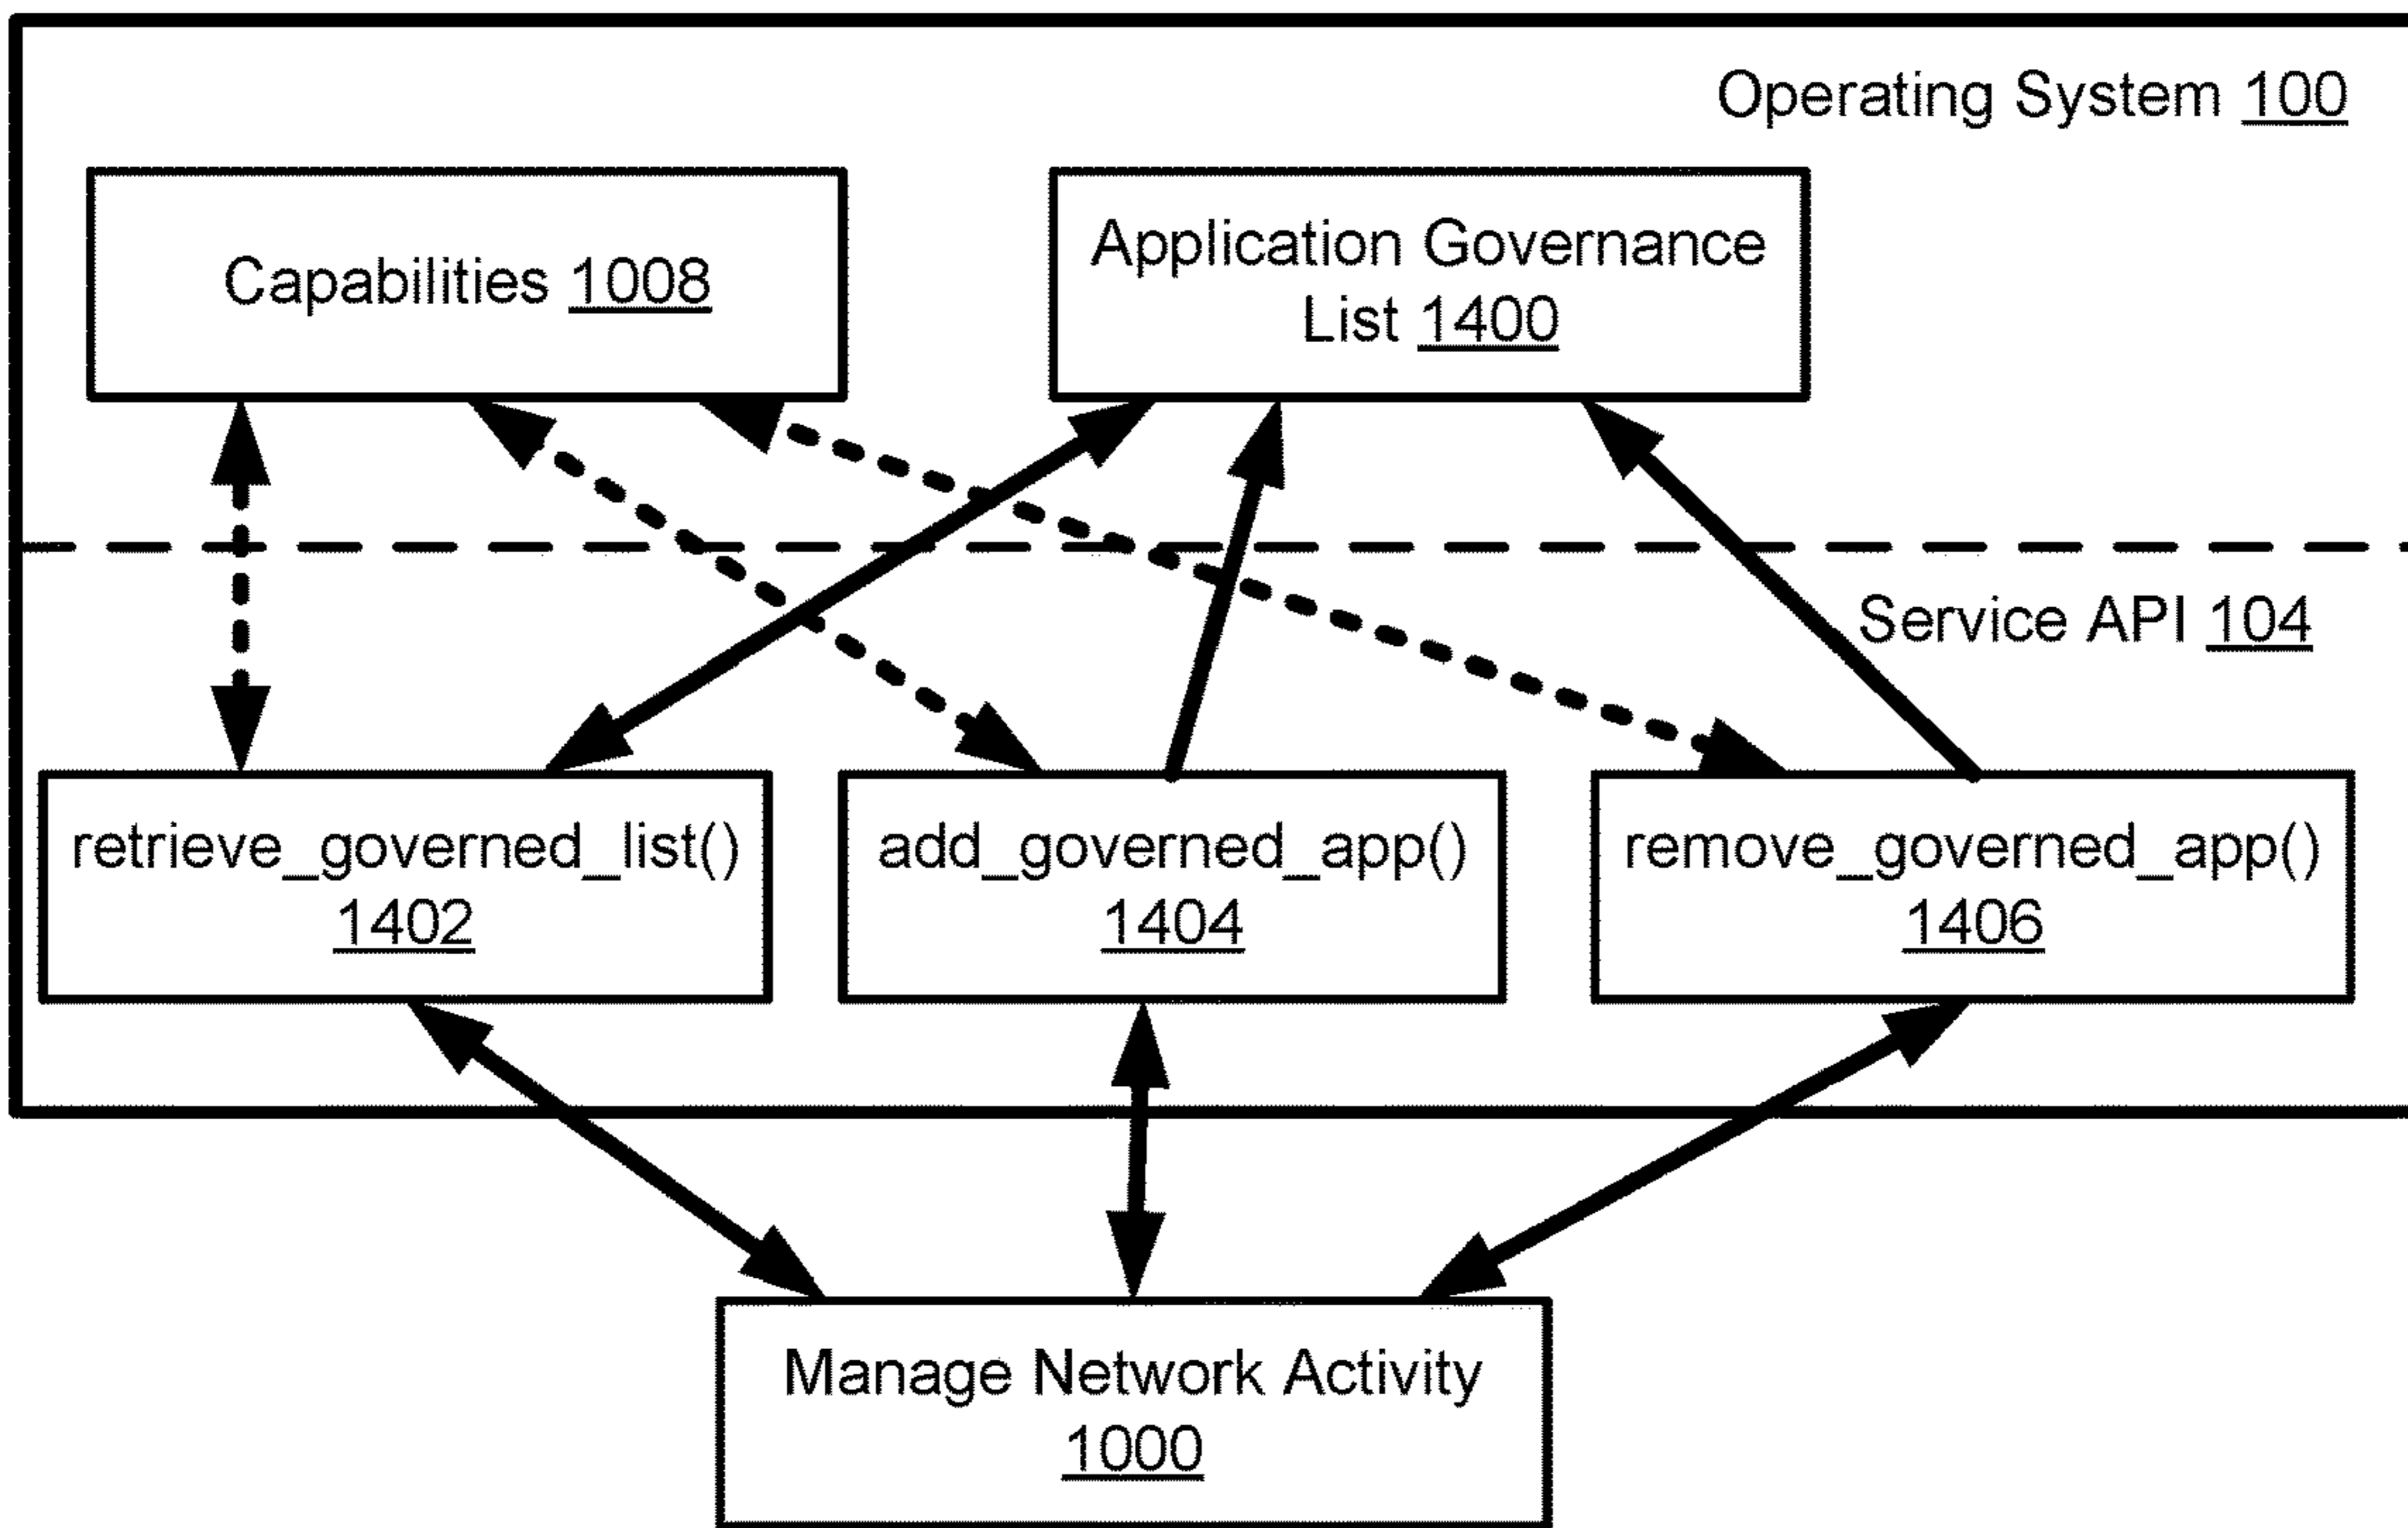 Operating System 100
Capabilities 1008
Application Governance
List 1400
Service API 104
retrieve_governed_list()
1402
add_governed_app()
1404
remove_governed_app()
1406
Manage Network Activity
1000